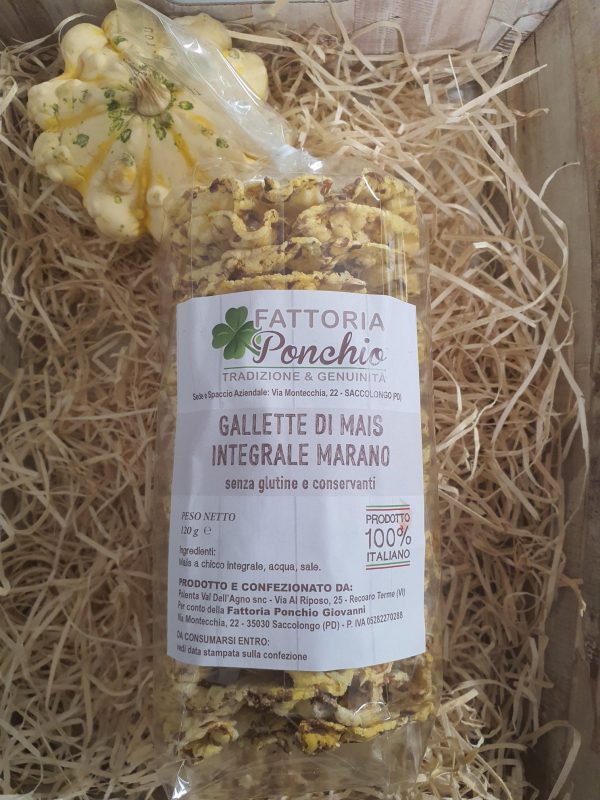 FATTORIA
Ponchio
TRADIZIONE & GENUINITÀ
Sede e Spaccio Aziendale: Via Montecchia, 22 - SACCOLONGO (PD)
GALLETTE DI MAIS
INTEGRALE MARANO
senza glutine e conservanti
PESO NETTO
120 g ℮
PRODOTTO
100%
ITALIANO
Ingredienti:
Mais a chicco integrale, acqua, sale.
PRODOTTO E CONFEZIONATO DA:
Polenta Val Dell'Agno snc - Via Al Riposo, 25 - Recoaro Terme (VI)
Per conto della Fattoria Ponchio Giovanni
Via Montecchia, 22 - 35030 Saccolongo (PD) - P. IVA 05282270288
DA CONSUMARSI ENTRO:
vedi data stampata sulla confezione